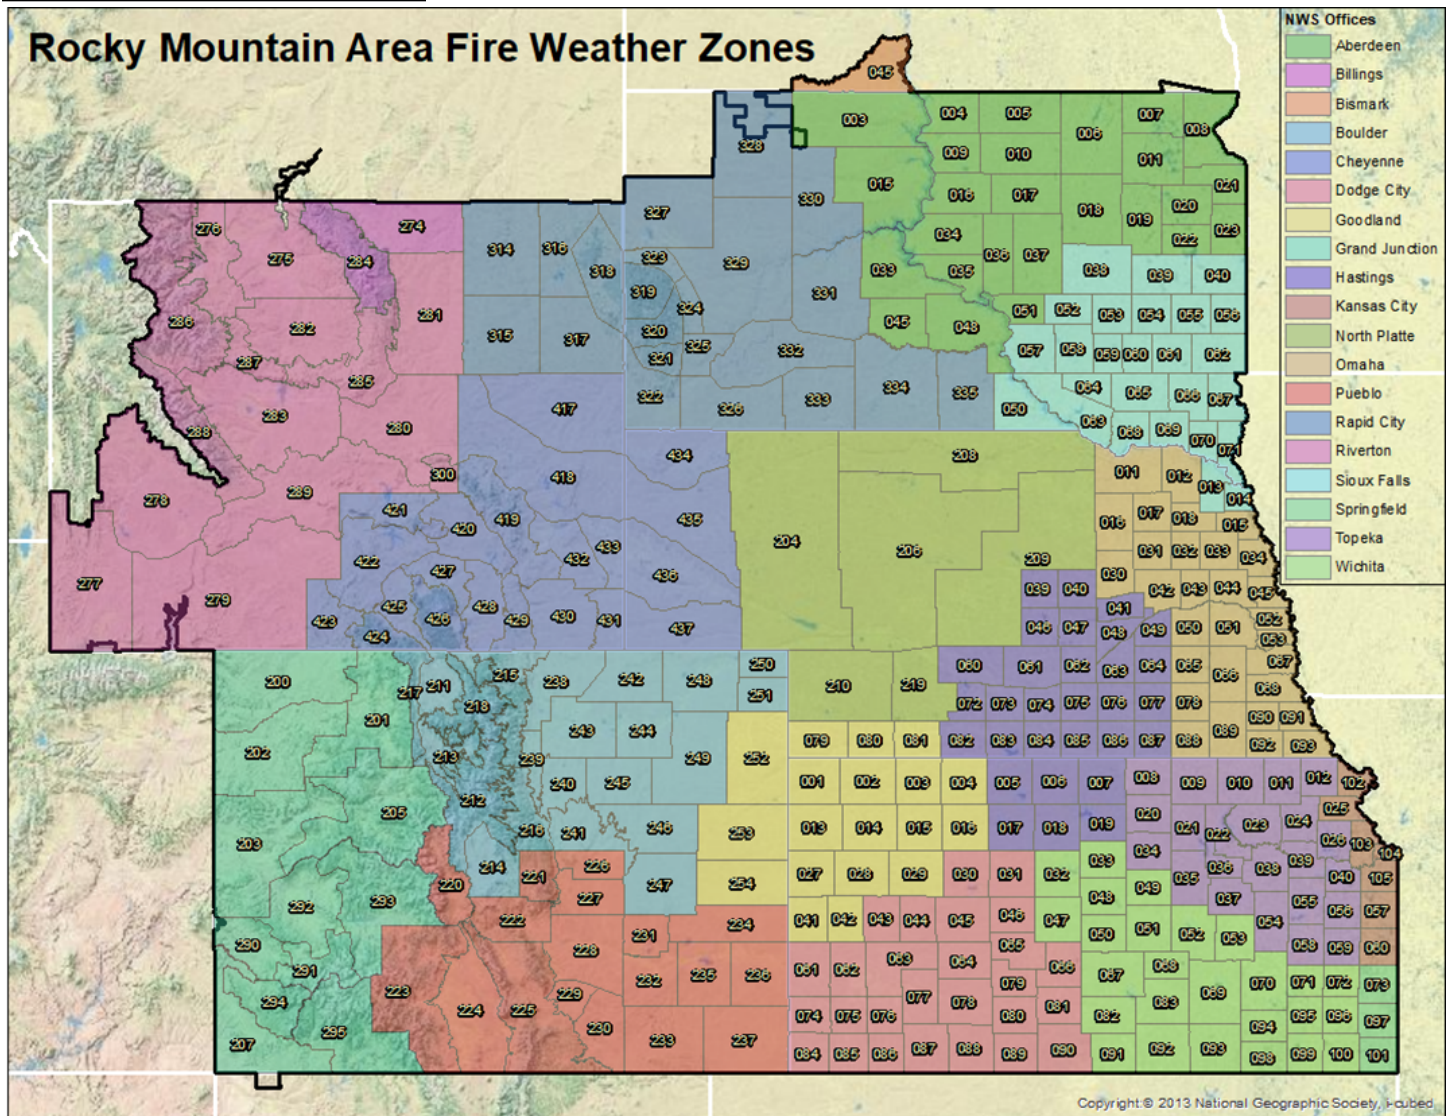 Rocky Mountain Area Fire Weather Zones
NWS Offices
Aberdeen
Billings
Bismark
Boulder
Cheyenne
Dodge City
Goodland
Grand Junction
Hastings
Kansas City
North Platte
Omaha
Pueblo
Rapid City
Riverton
Sioux Falls
Springfield
Topeka
Wichita
045
003 004 005 006 007 008
328 009 010 011
015 016 017 018 019 020 021
330 022 023
327 034 036 037
276 275 274 314 316 318 323 329 033 035 038 039 040
284 319 324 331 045 048 051 052 053 054 055 056
286 282 281 315 317 320 325 332 057 058 059 060 061 062
287 321
285 322 326 333 334 335 050 064 065 066 067
288 283 280 417 063 068 069 070 071
300 418 434 208 011 012 013 014
278 289 421 420 419 435 204 206 209 016 017 018 015
422 427 432 433 436 031 032 033 034
277 279 423 425 424 426 428 429 430 431 437 030 042 043 044 045
039 040 041
046 047 048 049 050 051 052 053
200 217 211 215 238 242 248 250 210 219 060 061 062 063 064 065 066 067
201 218 251 072 073 074 075 076 077 078 068
202 213 239 243 244 249 252 079 080 081 082 083 084 085 086 087 088 089 090 091 092 093
205 212 240 245 001 002 003 004 005 006 007 008 009 010 011 012 102
203 216 241 246 253 013 014 015 016 017 018 019 020 021 022 023 024 025 026 103 104
220 214 221 226 247 254 027 028 029 030 031 032 033 034 035 036 038 039 040 105
292 293 222 227 234 041 042 043 044 045 046 047 048 049 037 054 055 056 057
290 291 228 231 050 051 052 053 058 059 060
294 223 224 225 229 232 235 236 061 062 063 064 065 066 067 068 069 070 071 072 073
295 230 074 075 076 077 078 079 080 081 082 083 094 095 096 097
207 233 237 084 085 086 087 088 089 090 091 092 093 098 099 100 101
Copyright:© 2013 National Geographic Society, i-cubed